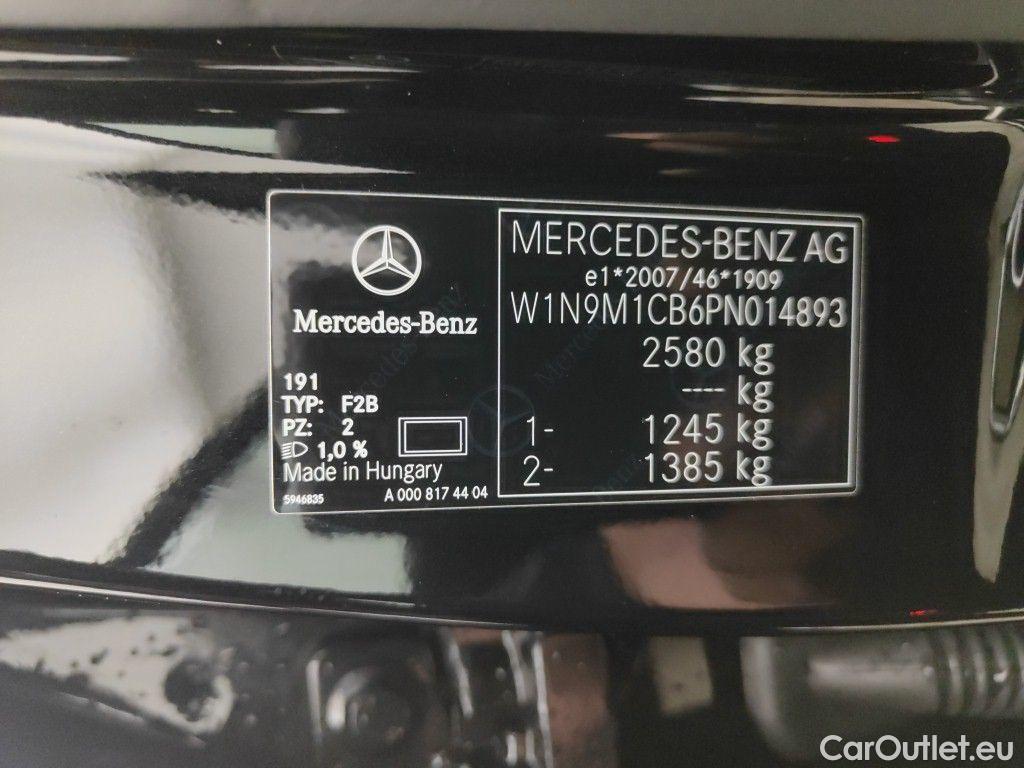 Mercedes-Benz
191
TYP: F2B
PZ: 2
1,0 %
Made in Hungary
5946835
A 000 817 44 04
MERCEDES-BENZ AG
e1*2007/46*1909
W1N9M1CB6PN014893
2580 kg
---- kg
1- 1245 kg
2- 1385 kg
CarOutlet.eu